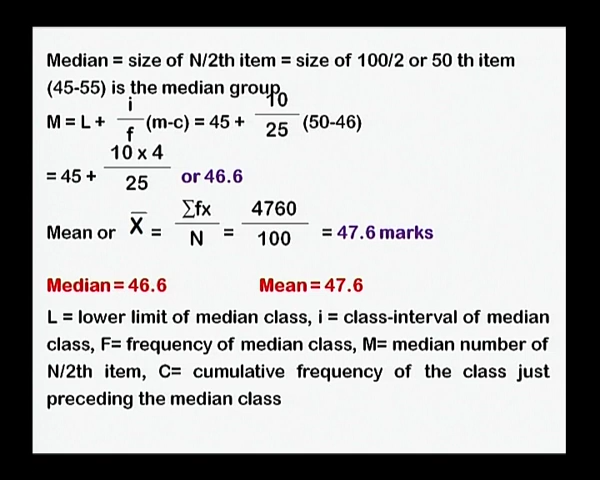 Median = size of N/2th item = size of 100/2 or 50 th item
(45-55) is the median group
M = L + i/f (m-c) = 45 + 10/25 (50-46)
= 45 + 10 x 4/25 or 46.6
Mean or X̄ = ∑fx/N = 4760/100 = 47.6 marks
Median = 46.6 Mean = 47.6
L = lower limit of median class, i = class-interval of median
class, F= frequency of median class, M= median number of
N/2th item, C= cumulative frequency of the class just
preceding the median class